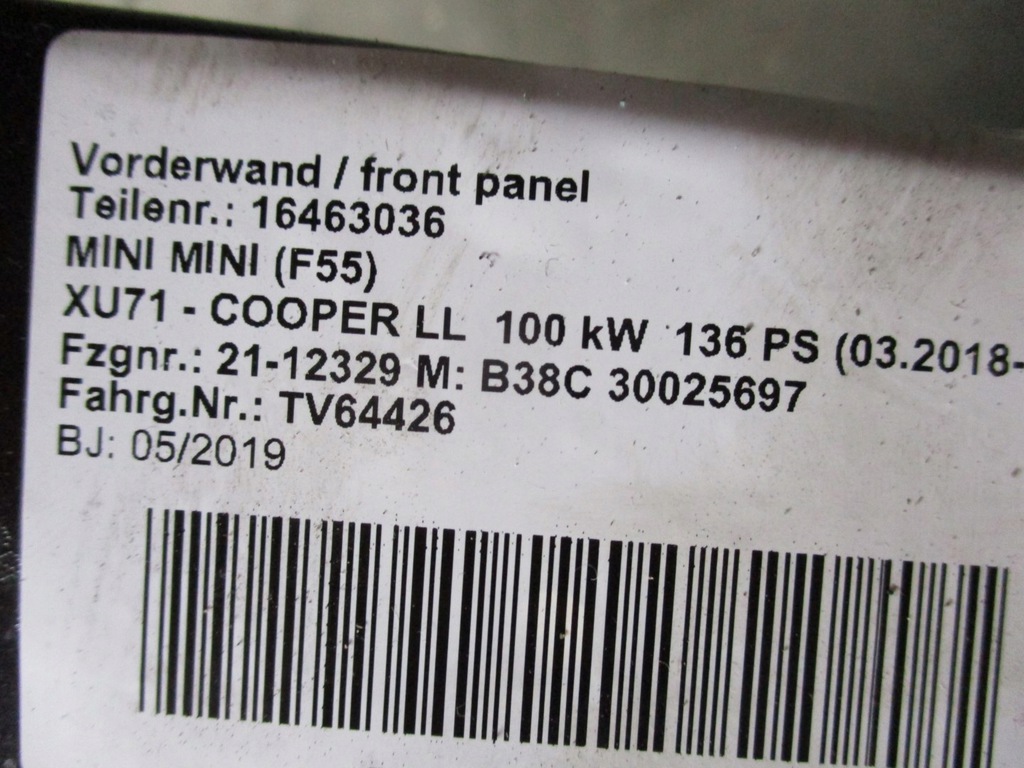 Vorderwand / front panel
Teilenr.: 16463036
MINI MINI (F55)
XU71 - COOPER LL 100 kW 136 PS (03.2018-
Fzgnr.: 21-12329 M: B38C 30025697
Fahrg.Nr.: TV64426
BJ: 05/2019